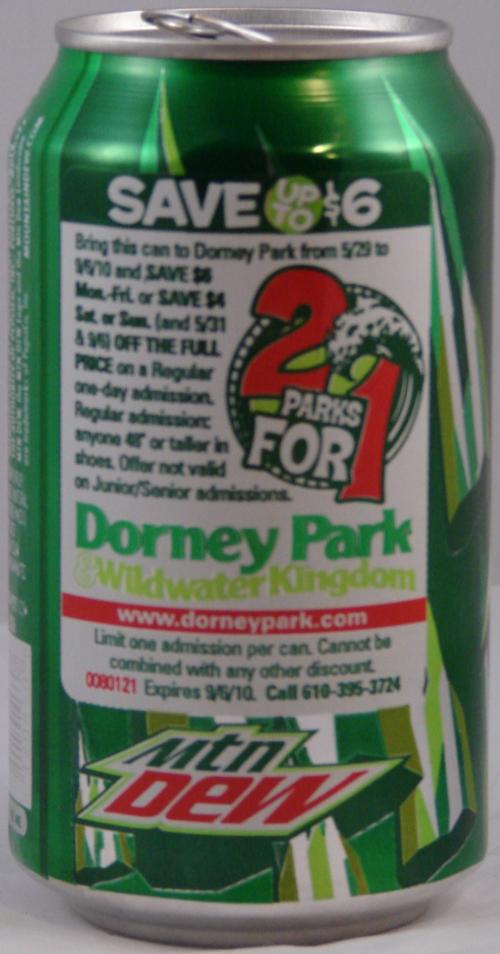 SAVE UP TO $6
Bring this can to Dorney Park from 5/29 to
9/6/10 and SAVE $6
Mon.-Fri. or SAVE $4
Sat. or Sun. (and 5/31
& 9/6) OFF THE FULL
PRICE on a Regular
one-day admission.
Regular admission:
anyone 48" or taller in
shoes. Offer not valid
on Junior/Senior admissions.
2 PARKS FOR 1
Dorney Park
& Wildwater Kingdom
www.dorneypark.com
Limit one admission per can. Cannot be
combined with any other discount.
0080121 Expires 9/6/10. Call 610-395-3724
Mtn
DEW
MOUNTAINDEW.COM